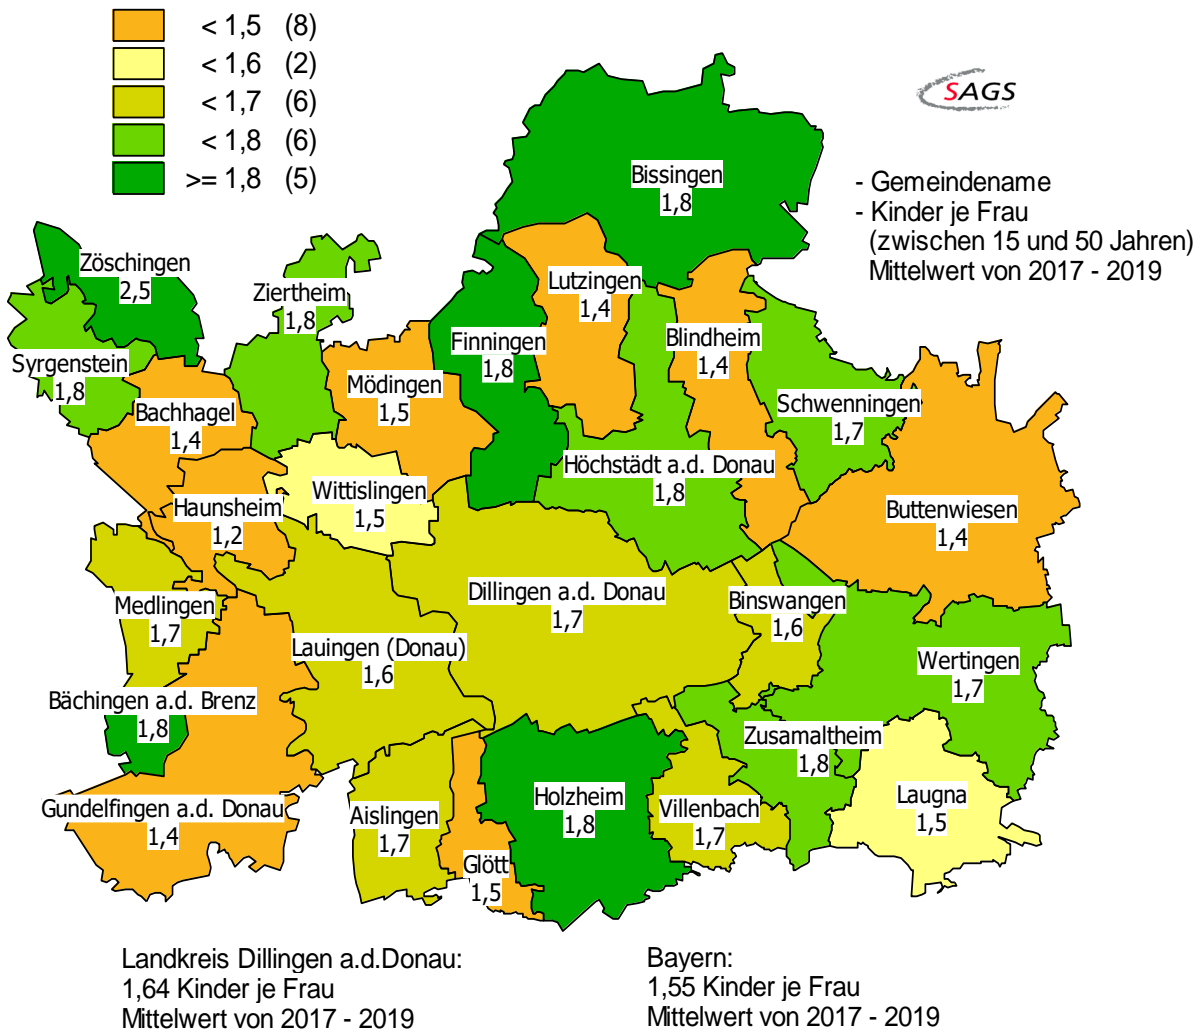 < 1,5 (8)
< 1,6 (2)
< 1,7 (6)
< 1,8 (6)
>= 1,8 (5)
SAGS
- Gemeindename
- Kinder je Frau
(zwischen 15 und 50 Jahren)
Mittelwert von 2017 - 2019
Bissingen
1,8
Zöschingen
2,5
Ziertheim
1,8
Lutzingen
1,4
Syrgenstein
1,8
Finningen
1,8
Blindheim
1,4
Mödingen
1,5
Bachhagel
1,4
Schwenningen
1,7
Höchstädt a.d. Donau
1,8
Wittislingen
1,5
Haunsheim
1,2
Buttenwiesen
1,4
Medlingen
1,7
Dillingen a.d. Donau
1,7
Binswangen
1,6
Lauingen (Donau)
1,6
Wertingen
1,7
Bächingen a.d. Brenz
1,8
Zusamaltheim
1,8
Gundelfingen a.d. Donau
1,4
Aislingen
1,7
Holzheim
1,8
Villenbach
1,7
Laugna
1,5
Glött
1,5
Landkreis Dillingen a.d.Donau:
1,64 Kinder je Frau
Mittelwert von 2017 - 2019
Bayern:
1,55 Kinder je Frau
Mittelwert von 2017 - 2019